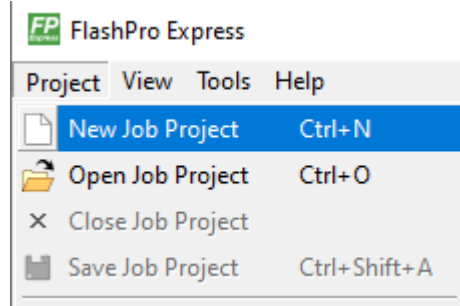 FP Express FlashPro Express
Project View Tools Help
New Job Project Ctrl+N
Open Job Project Ctrl+O
Close Job Project
Save Job Project Ctrl+Shift+A